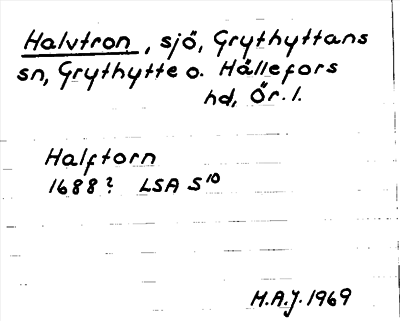 Halvtron, sjö, Grythyttans
sn, Grythytte o. Hällefors
hd, Ör. l.
Halftorn
1688? LSA S¹⁰
H.A.J. 1969